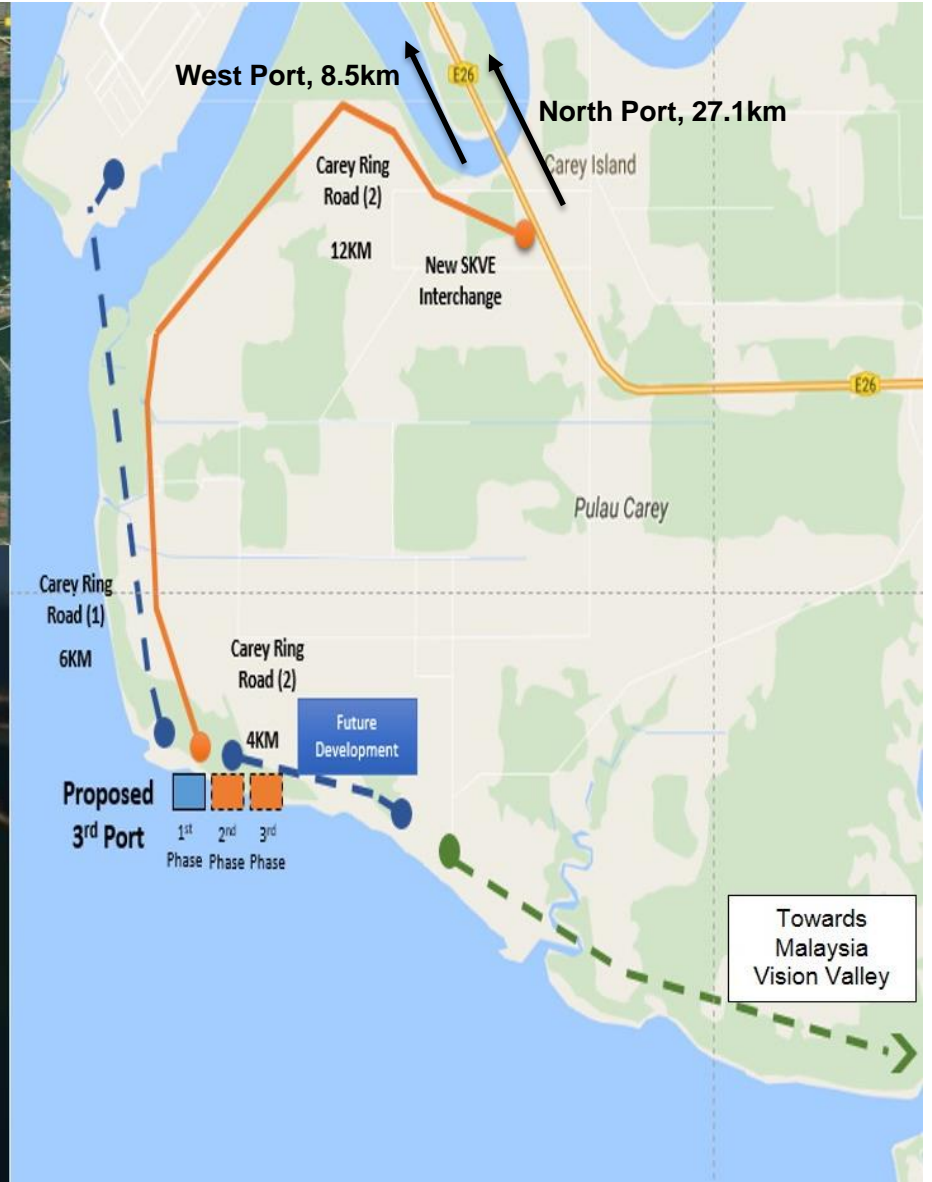 West Port, 8.5km
E26
North Port, 27.1km
Carey Ring
Road (2)
12KM
Carey Island
New SKVE
Interchange
E26
Pulau Carey
Carey Ring
Road (1)
6KM
Carey Ring
Road (2)
4KM
Future
Development
Proposed
3rd Port
1st
Phase
2nd
Phase
3rd
Phase
Towards
Malaysia
Vision Valley